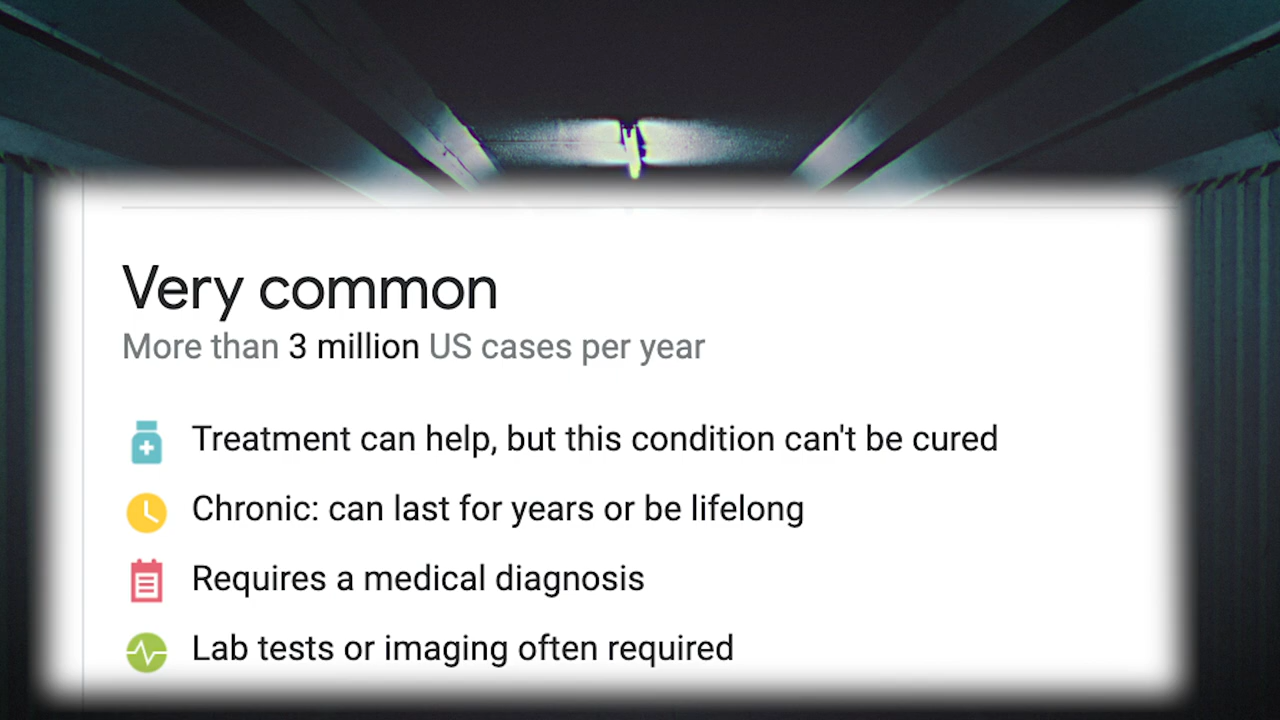 Very common
More than 3 million US cases per year
Treatment can help, but this condition can't be cured
Chronic: can last for years or be lifelong
Requires a medical diagnosis
Lab tests or imaging often required